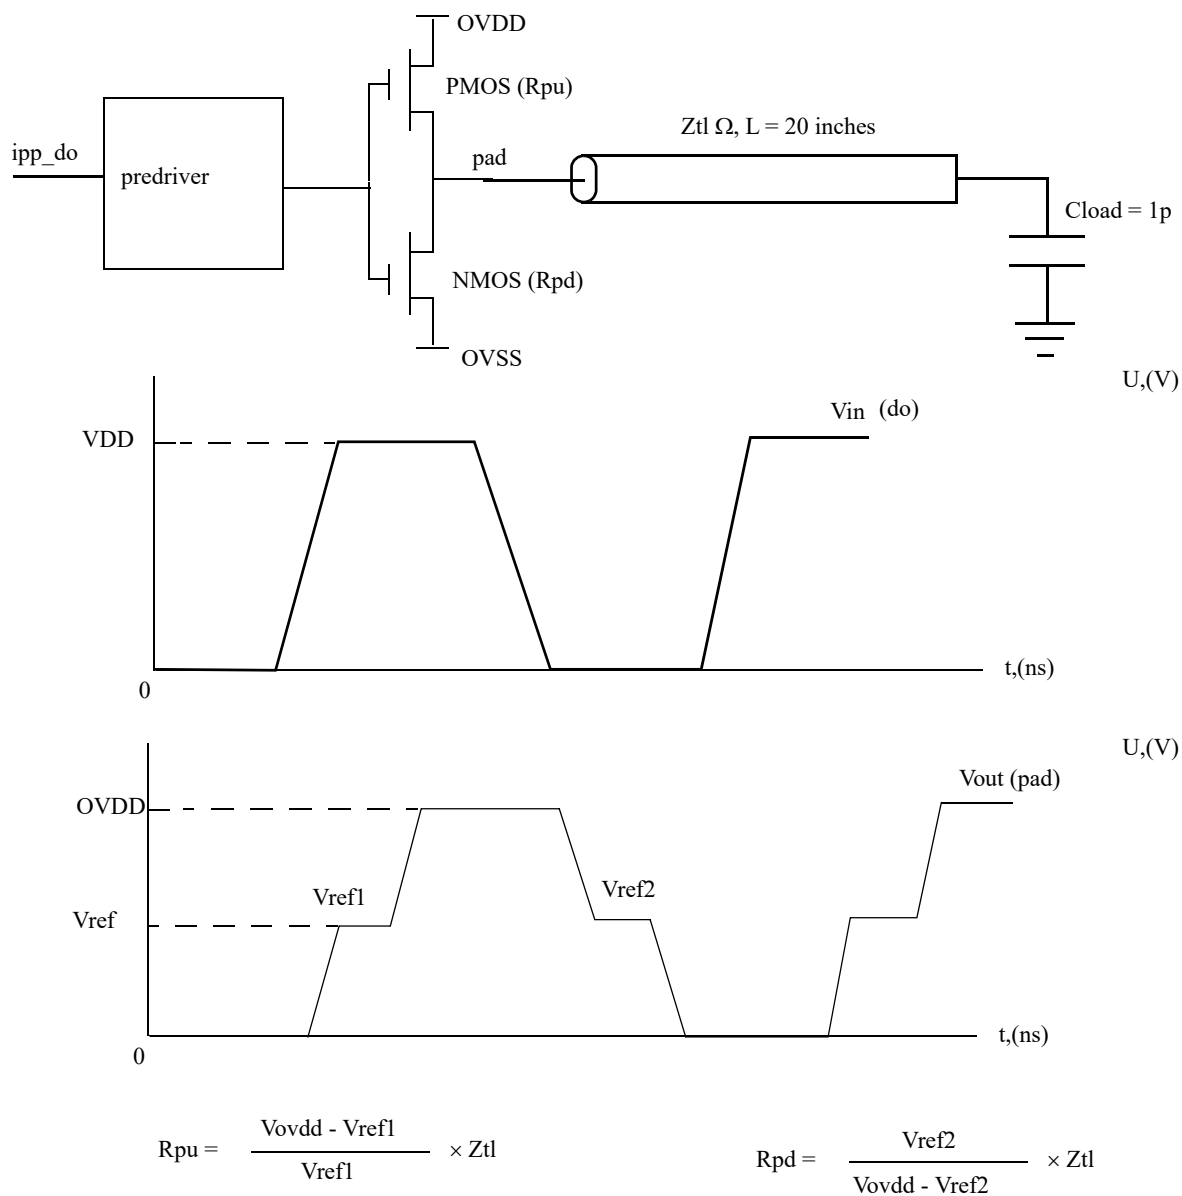 OVDD
PMOS (Rpu)
Ztl Ω, L = 20 inches
ipp_do
predriver
pad
Cload = 1p
NMOS (Rpd)
OVSS
U,(V)
Vin (do)
VDD
t,(ns)
0
U,(V)
Vout (pad)
OVDD
Vref1
Vref2
Vref
t,(ns)
0
Rpu = Vovdd - Vref1 / Vref1 × Ztl
Rpd = Vref2 / Vovdd - Vref2 × Ztl